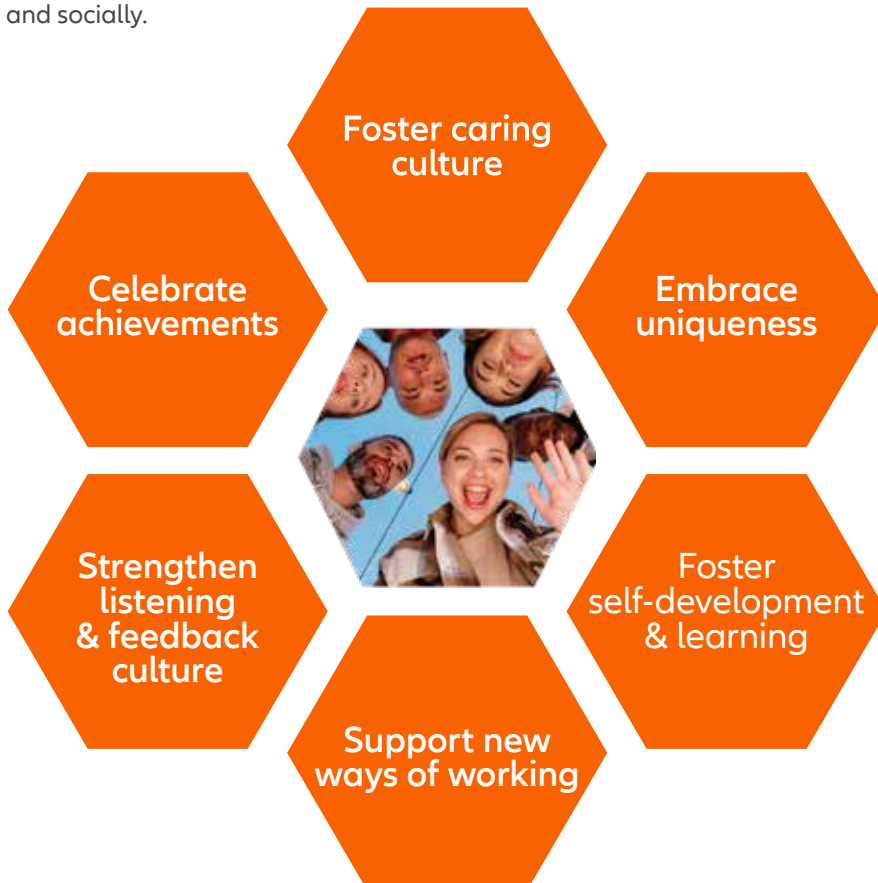 and socially.
Foster caring
culture
Celebrate
achievements
Embrace
uniqueness
Strengthen
listening
& feedback
culture
Foster
self-development
& learning
Support new
ways of working